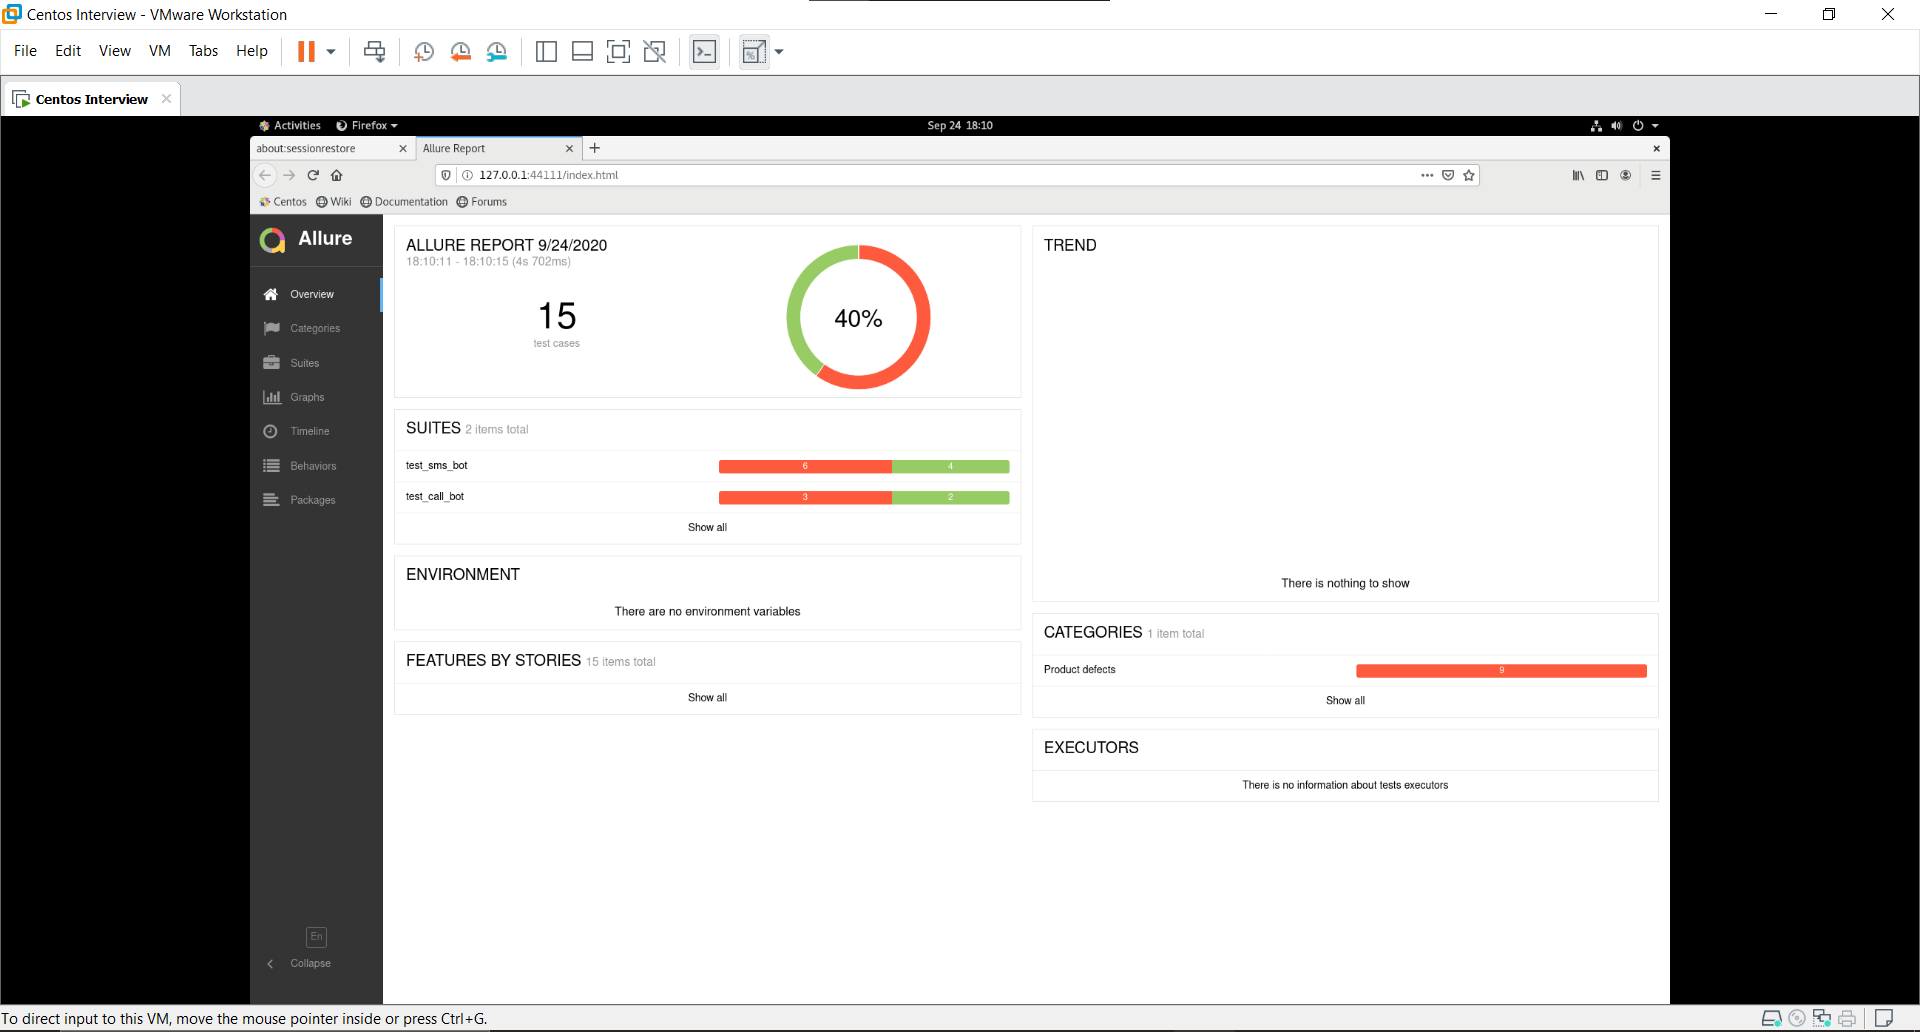 Centos Interview - VMware Workstation
File Edit View VM Tabs Help
Centos Interview
Activities Firefox Sep 24 18:10
about:sessionrestore Allure Report
127.0.0.1:44111/index.html
Centos Wiki Documentation Forums
Allure
Overview
Categories
Suites
Graphs
Timeline
Behaviors
Packages
En
Collapse
ALLURE REPORT 9/24/2020
18:10:11 - 18:10:15 (4s 702ms)
15
test cases
40%
SUITES 2 items total
test_sms_bot 6 4
test_call_bot 3 2
Show all
ENVIRONMENT
There are no environment variables
FEATURES BY STORIES 15 items total
Show all
TREND
There is nothing to show
CATEGORIES 1 item total
Product defects 9
Show all
EXECUTORS
There is no information about tests executors
To direct input to this VM, move the mouse pointer inside or press Ctrl+G.